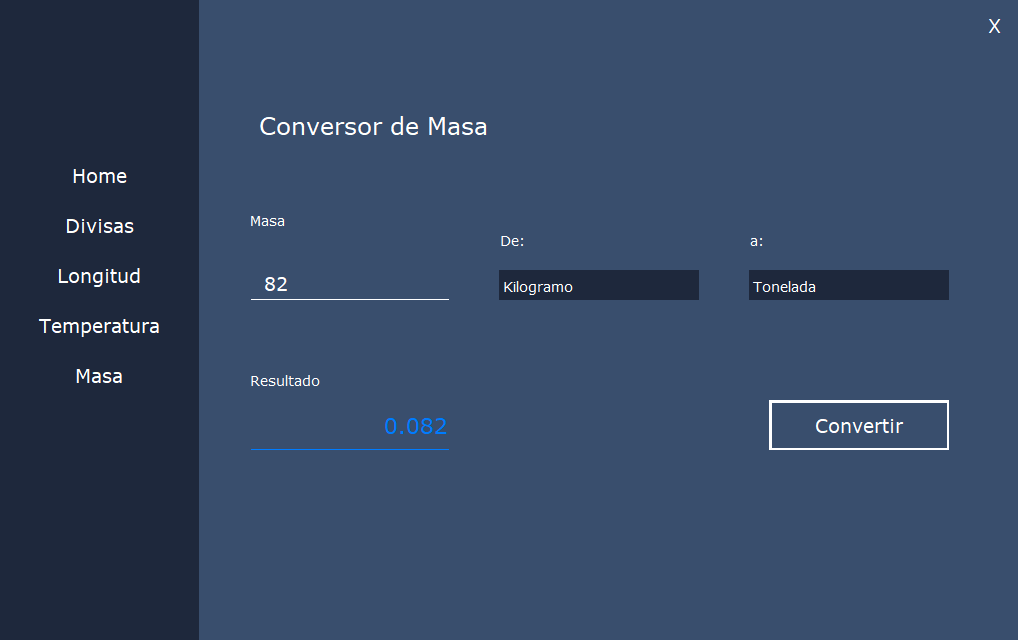 X
Home
Divisas
Longitud
Temperatura
Masa
Conversor de Masa
Masa
De:
a:
82
Kilogramo
Tonelada
Resultado
0.082
Convertir